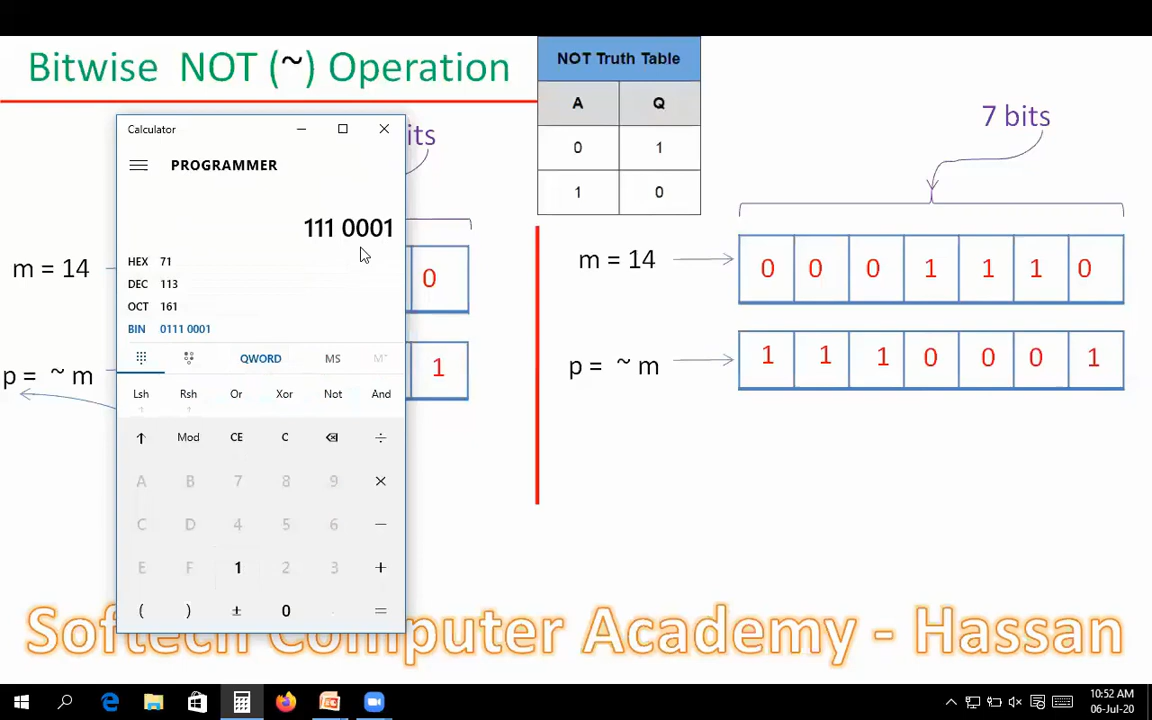 Bitwise NOT (~) Operation
NOT Truth Table
A Q
0 1
1 0
7 bits
its
Calculator
PROGRAMMER
111 0001
HEX 71
DEC 113
OCT 161
BIN 0111 0001
QWORD MS M˅
Lsh Rsh Or Xor Not And
↑ Mod CE C ⌫ ÷
A B 7 8 9 ×
C D 4 5 6 −
E F 1 2 3 +
( ) ± 0 . =
m = 14
0
p = ~ m
1
m = 14 0 0 0 1 1 1 0
p = ~ m 1 1 1 0 0 0 1
Softech Computer Academy - Hassan
10:52 AM
06-Jul-20